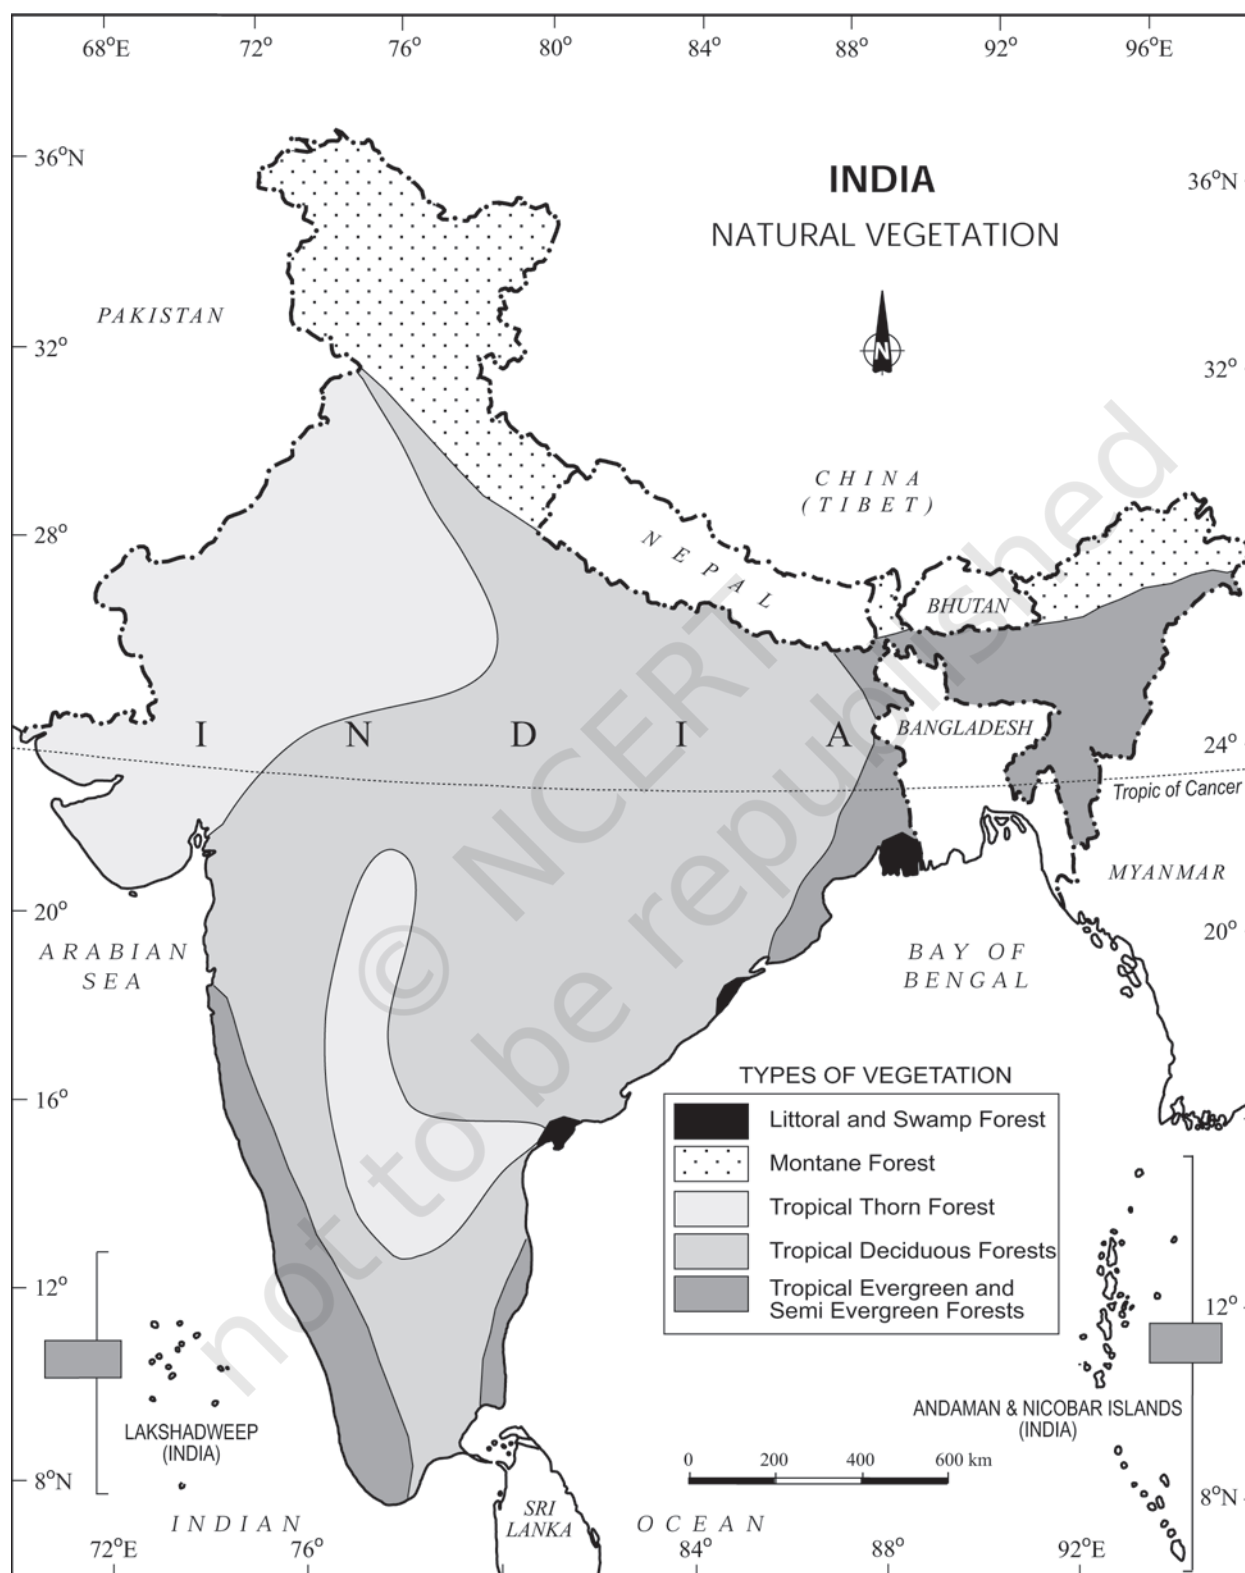 68°E 72° 76° 80° 84° 88° 92° 96°E
36°N
INDIA
36°N
NATURAL VEGETATION
N
PAKISTAN
32°
32°
CHINA
(TIBET)
28°
NEPAL
BHUTAN
INDIA
BANGLADESH
24°
Tropic of Cancer
MYANMAR
20°
20°
ARABIAN
SEA
BAY OF
BENGAL
© NCERT
not to be republished
16°
TYPES OF VEGETATION
Littoral and Swamp Forest
Montane Forest
Tropical Thorn Forest
Tropical Deciduous Forests
Tropical Evergreen and
Semi Evergreen Forests
12°
12°
LAKSHADWEEP
(INDIA)
ANDAMAN & NICOBAR ISLANDS
(INDIA)
0 200 400 600 km
8°N
8°N
SRI
LANKA
INDIAN OCEAN
72°E 76° 84° 88° 92°E